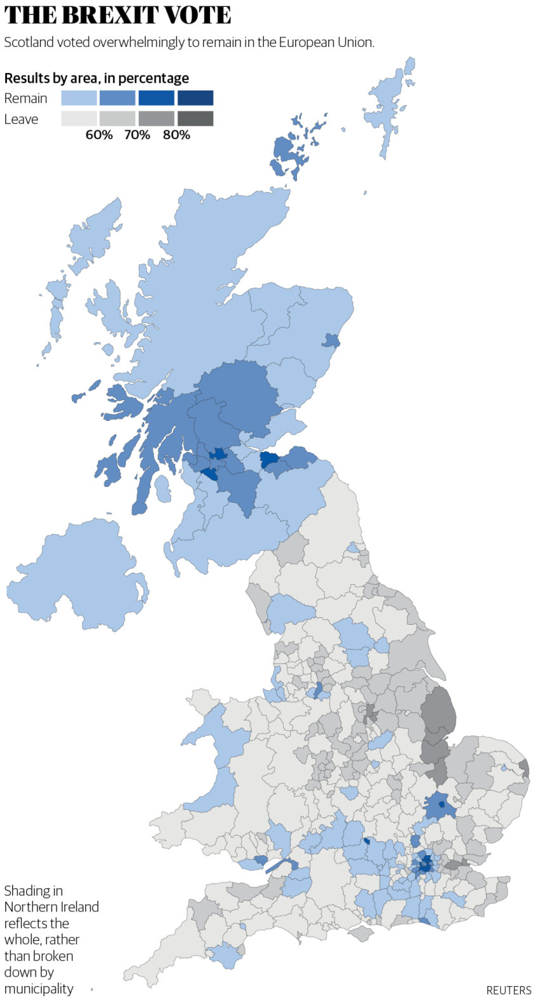 THE BREXIT VOTE
Scotland voted overwhelmingly to remain in the European Union.
Results by area, in percentage
Remain
Leave
60% 70% 80%
Shading in
Northern Ireland
reflects the
whole, rather
than broken
down by
municipality
REUTERS